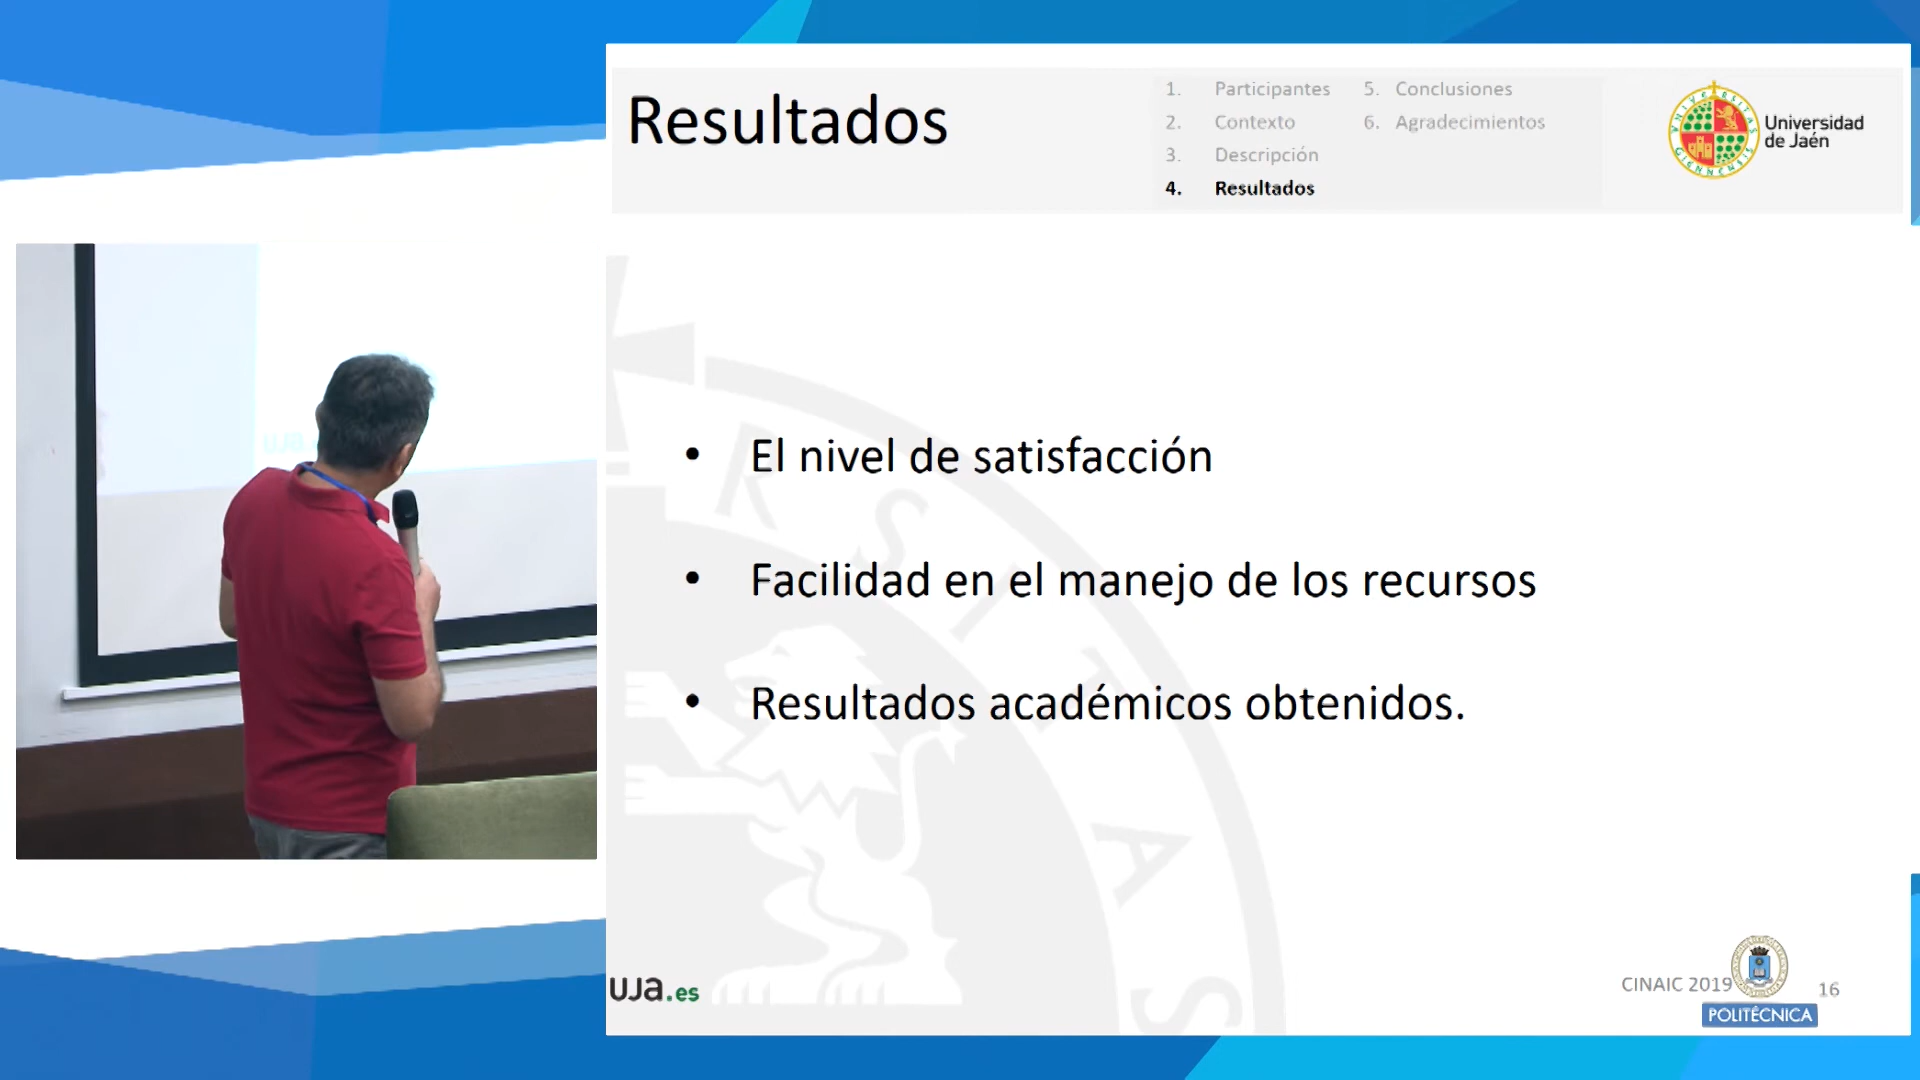 Resultados
1. Participantes
2. Contexto
3. Descripción
4. Resultados
5. Conclusiones
6. Agradecimientos
Universidad
de Jaén
• El nivel de satisfacción
• Facilidad en el manejo de los recursos
• Resultados académicos obtenidos.
uja.es
CINAIC 2019
16
POLITÉCNICA